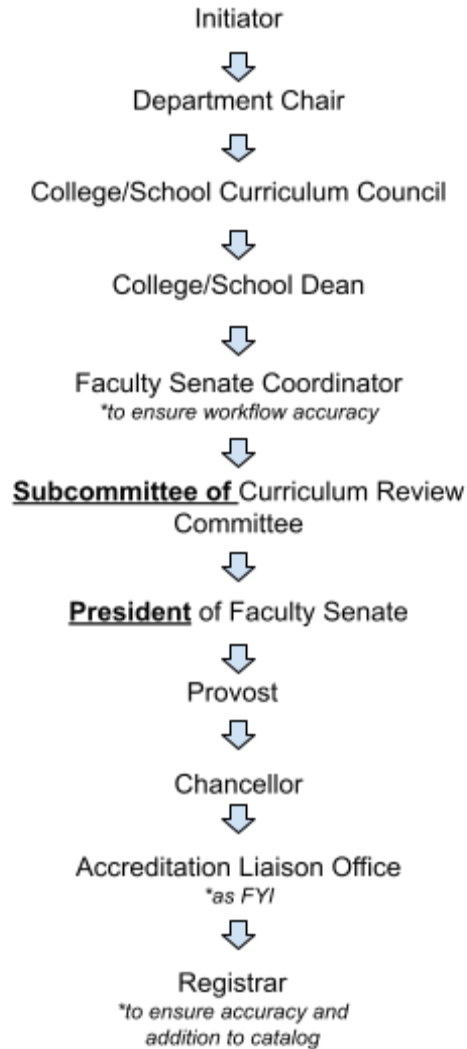 Initiator
Department Chair
College/School Curriculum Council
College/School Dean
Faculty Senate Coordinator
*to ensure workflow accuracy
Subcommittee of Curriculum Review
Committee
President of Faculty Senate
Provost
Chancellor
Accreditation Liaison Office
*as FYI
Registrar
*to ensure accuracy and
addition to catalog